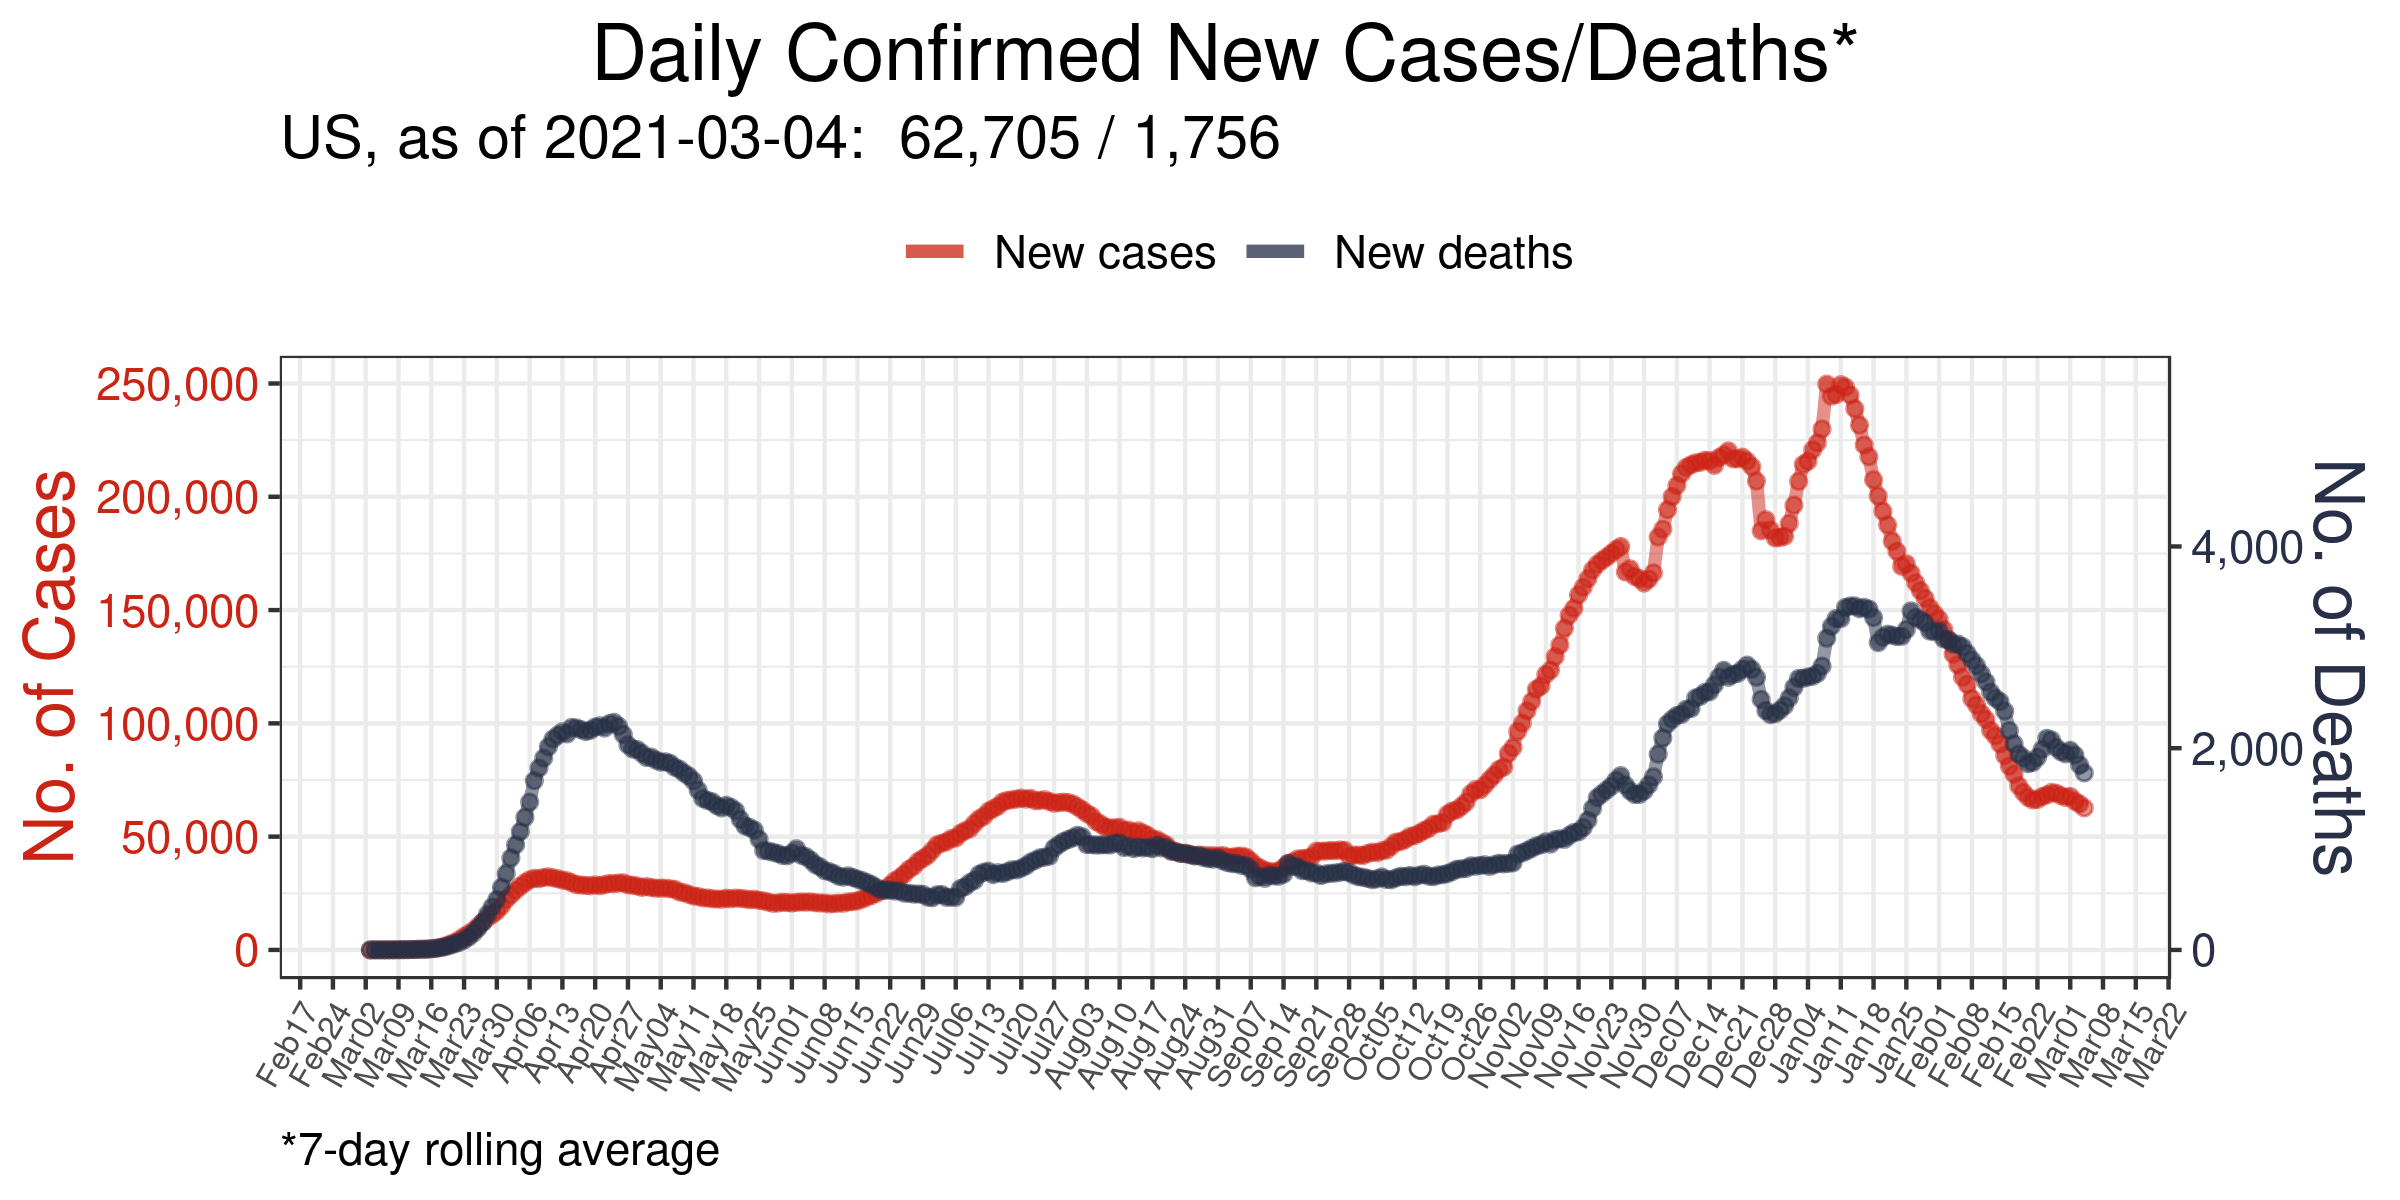 Daily Confirmed New Cases/Deaths*
US, as of 2021-03-04: 62,705 / 1,756
New cases
New deaths
No. of Cases
250,000
200,000
150,000
100,000
50,000
0
4,000
2,000
0
No. of Deaths
Feb17
Feb24
Mar02
Mar09
Mar16
Mar23
Mar30
Apr06
Apr13
Apr20
Apr27
May04
May11
May18
May25
Jun01
Jun08
Jun15
Jun22
Jun29
Jul06
Jul13
Jul20
Jul27
Aug03
Aug10
Aug17
Aug24
Aug31
Sep07
Sep14
Sep21
Sep28
Oct05
Oct12
Oct19
Oct26
Nov02
Nov09
Nov16
Nov23
Nov30
Dec07
Dec14
Dec21
Dec28
Dec04
Jan11
Jan18
Jan25
Feb01
Feb08
Feb15
Feb22
Mar01
Mar08
Mar15
Mar22
*7-day rolling average